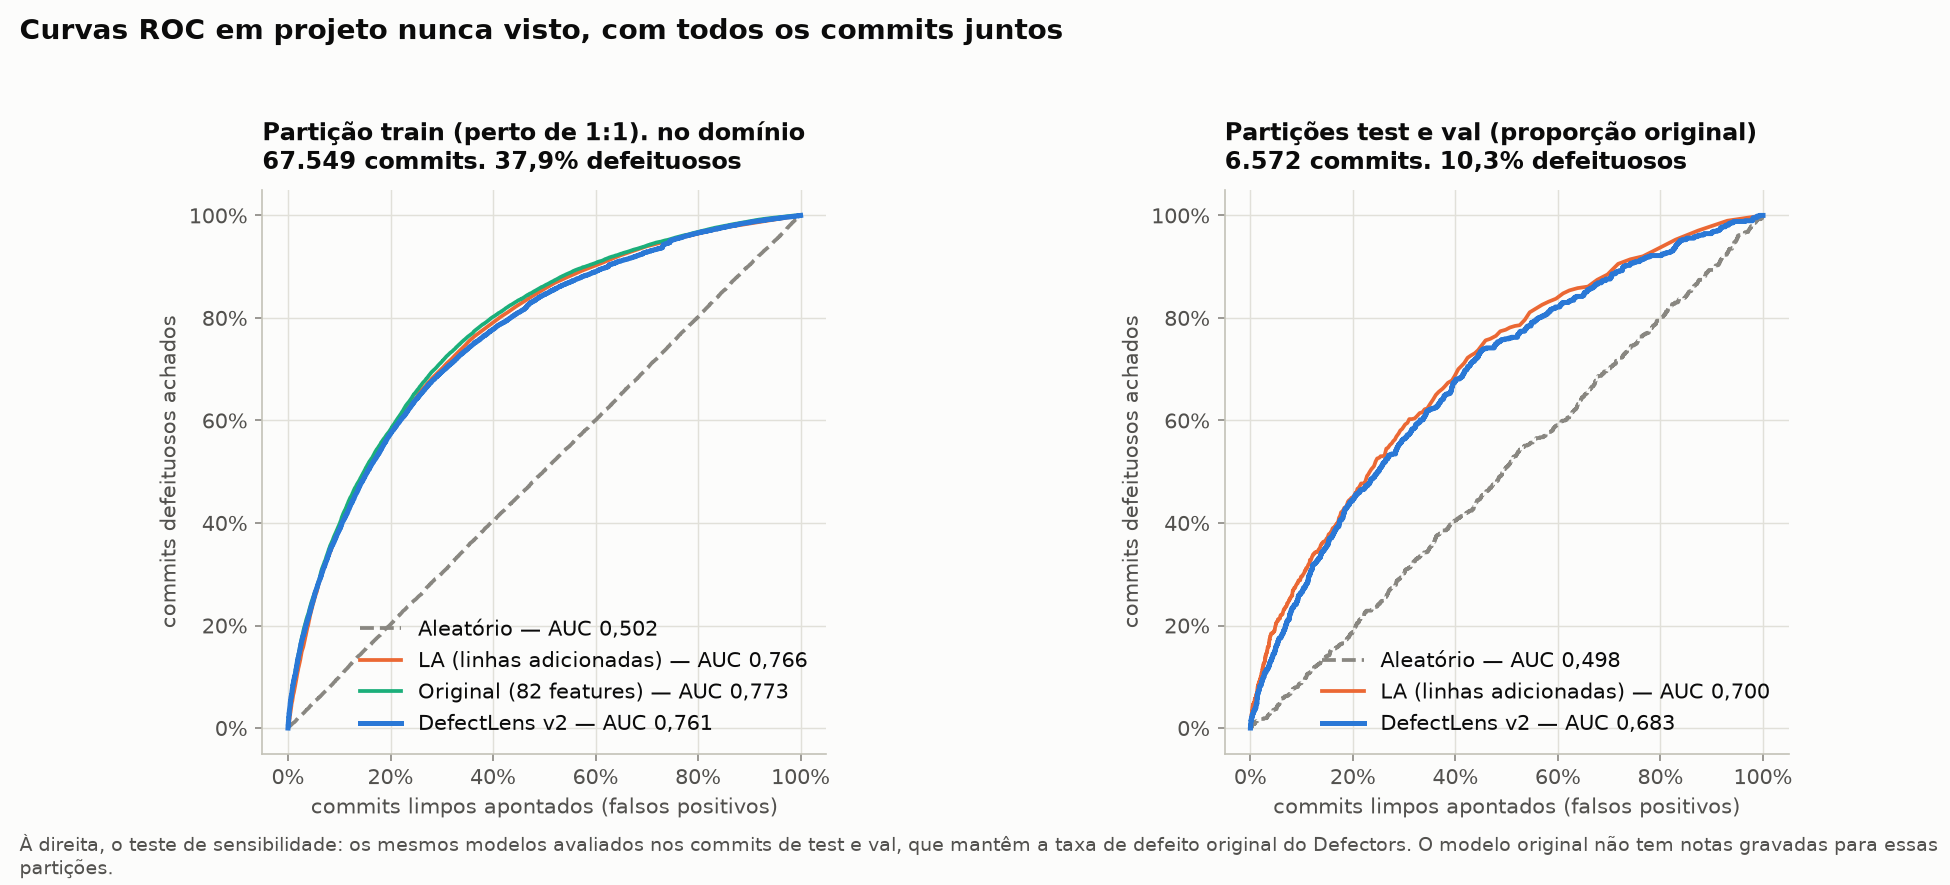 Curvas ROC em projeto nunca visto, com todos os commits juntos
Partição train (perto de 1:1). no domínio
67.549 commits. 37,9% defeituosos
100%
80%
60%
40%
20%
0%
commits defeituosos achados
Aleatório — AUC 0,502
LA (linhas adicionadas) — AUC 0,766
Original (82 features) — AUC 0,773
DefectLens v2 — AUC 0,761
0% 20% 40% 60% 80% 100%
commits limpos apontados (falsos positivos)
Partições test e val (proporção original)
6.572 commits. 10,3% defeituosos
100%
80%
60%
40%
20%
0%
commits defeituosos achados
Aleatório — AUC 0,498
LA (linhas adicionadas) — AUC 0,700
DefectLens v2 — AUC 0,683
0% 20% 40% 60% 80% 100%
commits limpos apontados (falsos positivos)
À direita, o teste de sensibilidade: os mesmos modelos avaliados nos commits de test e val, que mantêm a taxa de defeito original do Defectors. O modelo original não tem notas gravadas para essas
partições.